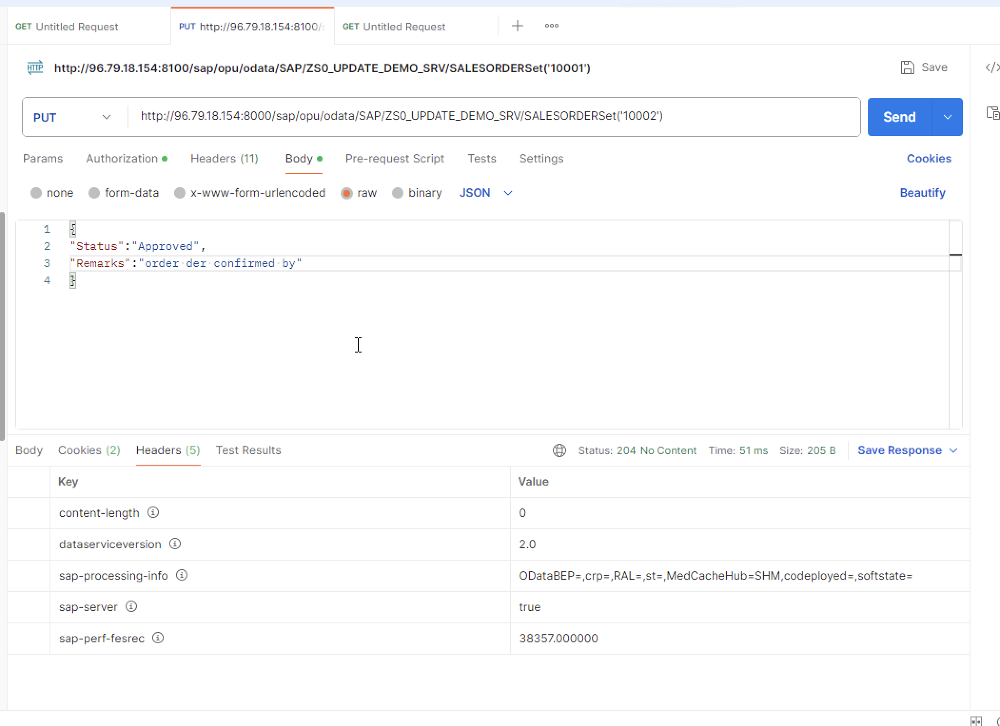 GET Untitled Request
PUT http://96.79.18.154:8100/s
GET Untitled Request
HTTP http://96.79.18.154:8100/sap/opu/odata/SAP/ZS0_UPDATE_DEMO_SRV/SALESORDERSet('10001')
Save
PUT
http://96.79.18.154:8000/sap/opu/odata/SAP/ZS0_UPDATE_DEMO_SRV/SALESORDERSet('10002')
Send
Params Authorization Headers (11) Body Pre-request Script Tests Settings Cookies
none form-data x-www-form-urlencoded raw binary JSON Beautify
1 {
2 "Status":"Approved",
3 "Remarks":"order der confirmed by"
4 }
Body Cookies (2) Headers (5) Test Results Status: 204 No Content Time: 51 ms Size: 205 B Save Response
Key Value
content-length 0
dataserviceversion 2.0
sap-processing-info ODataBEP=,crp=,RAL=,st=,MedCacheHub=SHM,codeployed=,softstate=
sap-server true
sap-perf-fesrec 38357.000000